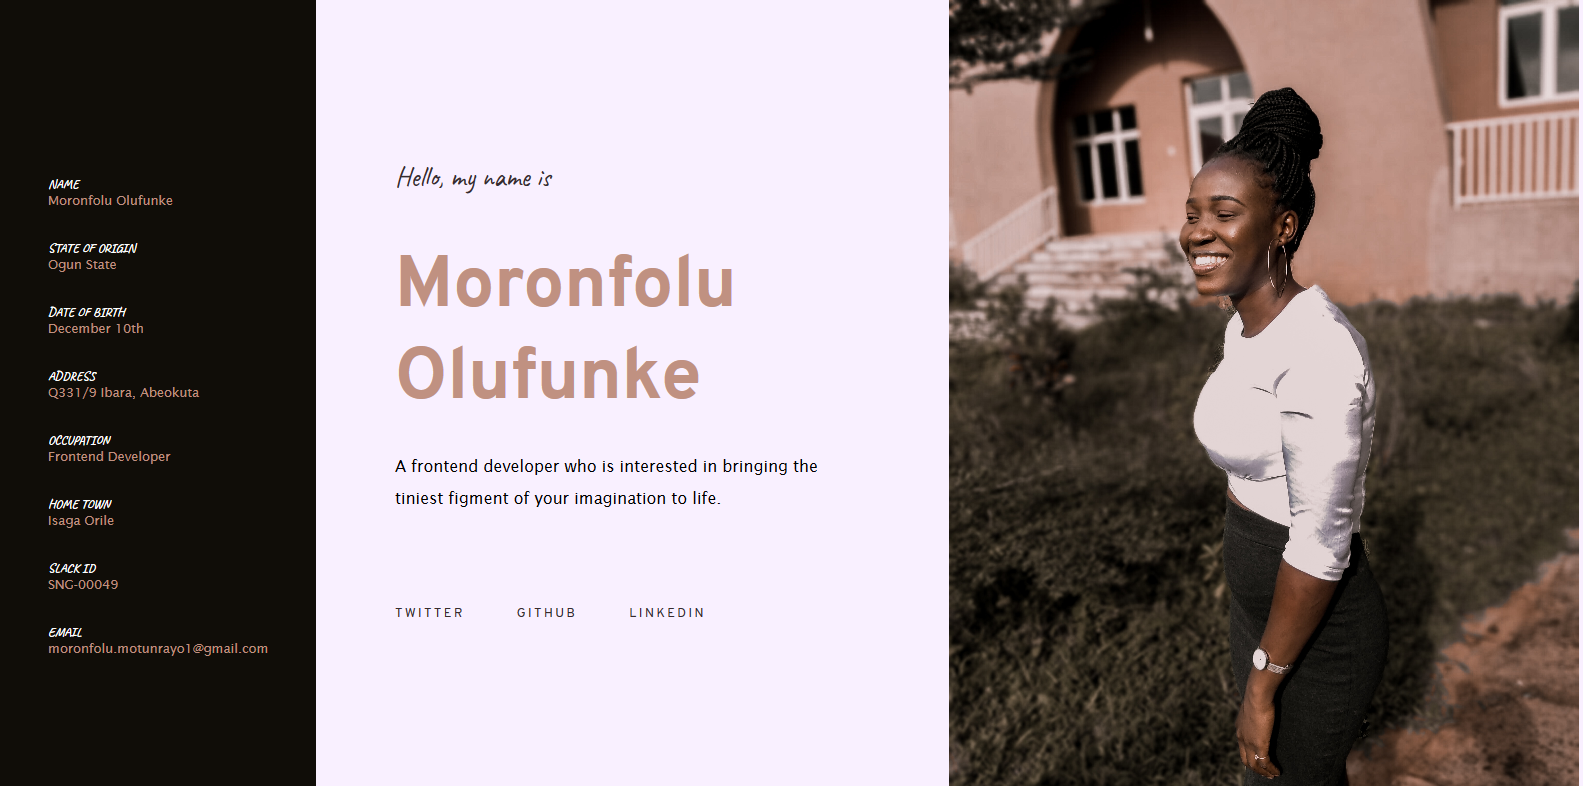 NAME
Moronfolu Olufunke
STATE OF ORIGIN
Ogun State
DATE OF BIRTH
December 10th
ADDRESS
Q331/9 Ibara, Abeokuta
OCCUPATION
Frontend Developer
HOME TOWN
Isaga Orile
SLACK ID
SNG-00049
EMAIL
moronfolu.motunrayo1@gmail.com
Hello, my name is
Moronfolu
Olufunke
A frontend developer who is interested in bringing the
tiniest figment of your imagination to life.
TWITTER GITHUB LINKEDIN